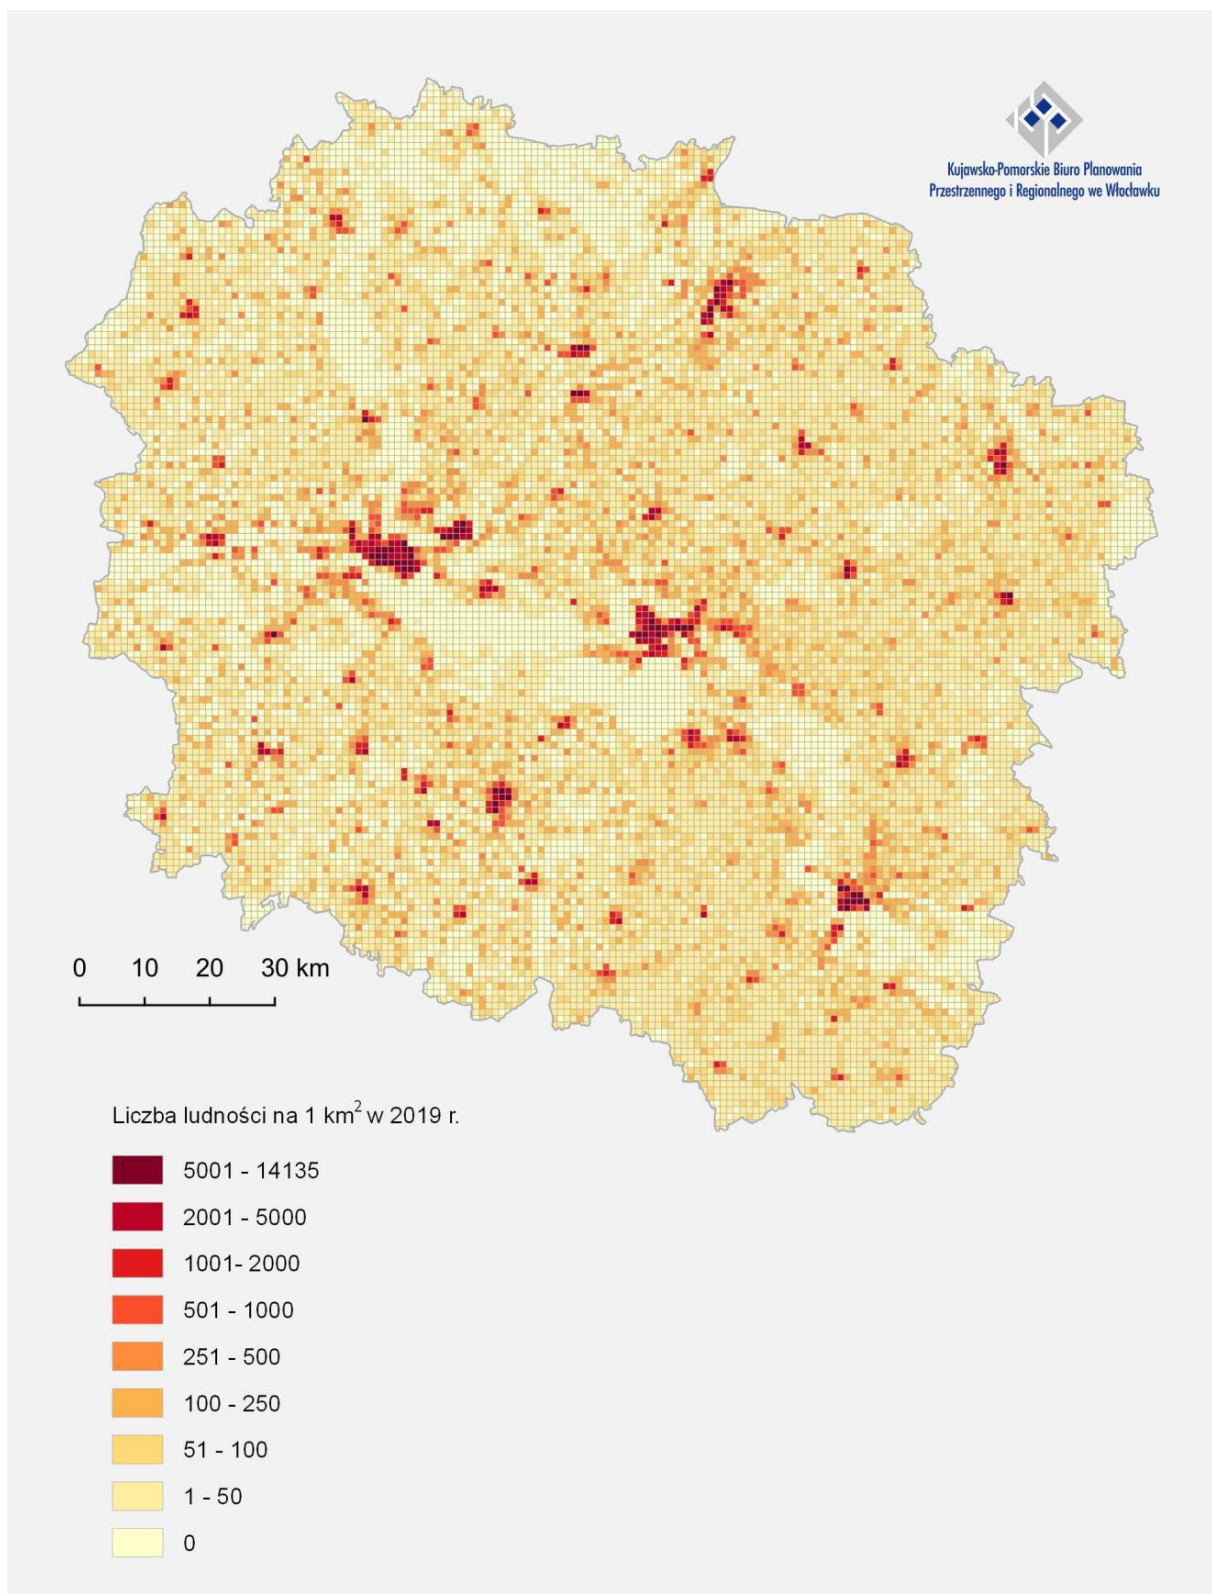 Kujawsko-Pomorskie Biuro Planowania
Przestrzennego i Regionalnego we Włocławku
0 10 20 30 km
Liczba ludności na 1 km² w 2019 r.
5001 - 14135
2001 - 5000
1001- 2000
501 - 1000
251 - 500
100 - 250
51 - 100
1 - 50
0